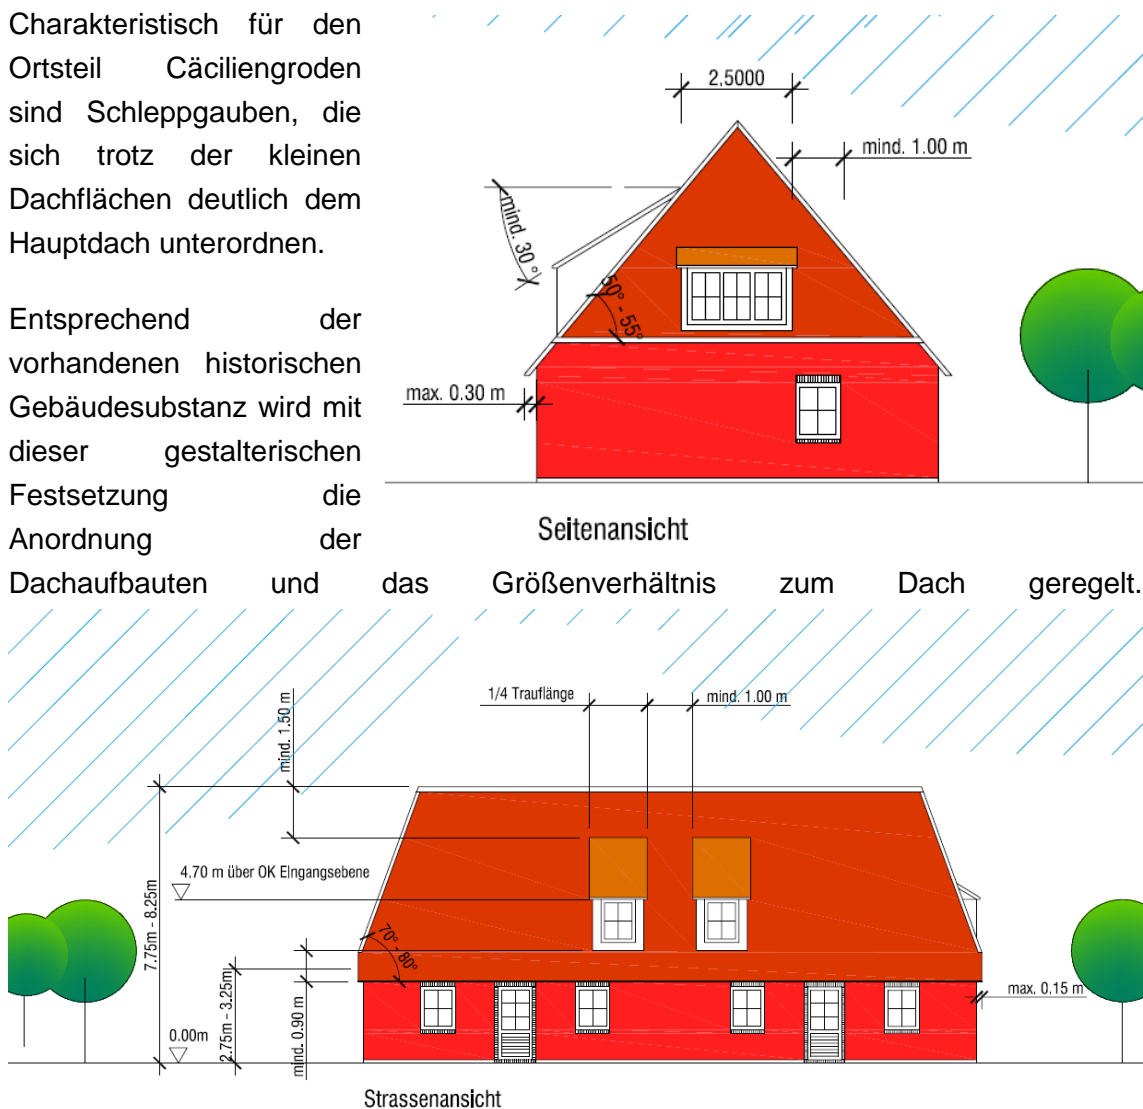 Charakteristisch für den
Ortsteil Cäciliengroden
sind Schleppgauben, die
sich trotz der kleinen
Dachflächen deutlich dem
Hauptdach unterordnen.
Entsprechend der
vorhandenen historischen
Gebäudesubstanz wird mit
dieser gestalterischen
Festsetzung die
Anordnung der
Dachaufbauten und das Größenverhältnis zum Dach geregelt.
2,5000
mind. 1.00 m
mind. 30 °
50° - 55°
max. 0.30 m
Seitenansicht
1/4 Trauflänge
mind. 1.00 m
mind. 1.50 m
4.70 m über OK Eingangsebene
7.75m - 8.25m
70° - 80°
2.75m - 3.25m
mind. 0.90 m
max. 0.15 m
0.00m
Strassenansicht